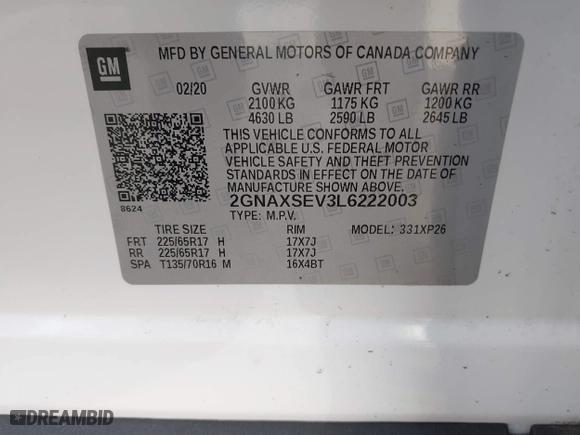 GM
MFD BY GENERAL MOTORS OF CANADA COMPANY
02/20 GVWR GAWR FRT GAWR RR
2100 KG 1175 KG 1200 KG
4630 LB 2590 LB 2645 LB
THIS VEHICLE CONFORMS TO ALL
APPLICABLE U.S. FEDERAL MOTOR
VEHICLE SAFETY AND THEFT PREVENTION
STANDARDS IN EFFECT ON THE DATE OF
MANUFACTURE SHOWN ABOVE.
8624 2GNAXSEV3L6222003
TYPE: M.P.V.
TIRE SIZE RIM MODEL: 331XP26
FRT 225/65R17 H 17X7J
RR 225/65R17 H 17X7J
SPA T135/70R16 M 16X4BT
DREAMBID